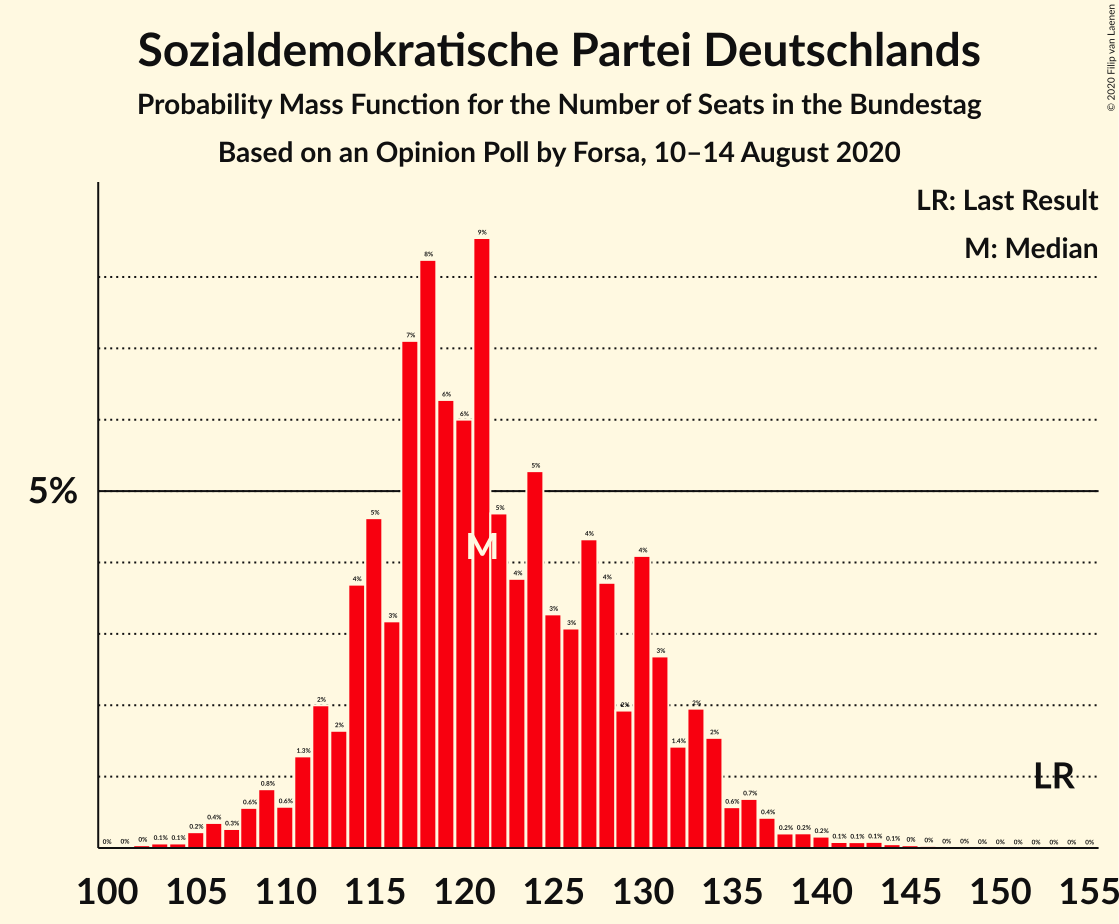 © 2020 Filip van Laenen
Sozialdemokratische Partei Deutschlands
Probability Mass Function for the Number of Seats in the Bundestag
Based on an Opinion Poll by Forsa, 10–14 August 2020
LR: Last Result
M: Median
5%
0% 0% 0% 0.1% 0.1% 0.2% 0.4% 0.3% 0.6% 0.8% 0.6% 1.3% 2% 2% 4% 5% 3% 7% 8% 6% 6% 9% 5% 4% 5% 3% 3% 4% 4% 2% 4% 3% 1.4% 2% 2% 0.6% 0.7% 0.4% 0.2% 0.2% 0.2% 0.1% 0.1% 0.1% 0.1% 0% 0% 0% 0% 0% 0% 0% 0% 0% 0% 0%
M
LR
100 105 110 115 120 125 130 135 140 145 150 155